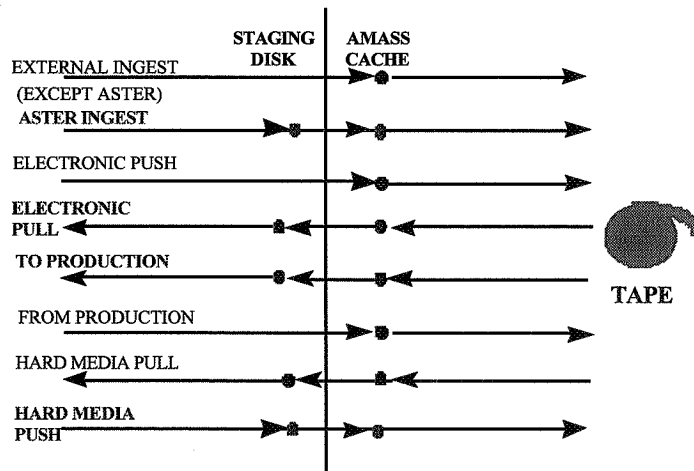 STAGING
DISK
AMASS
CACHE
EXTERNAL INGEST
(EXCEPT ASTER)
ASTER INGEST
ELECTRONIC PUSH
ELECTRONIC
PULL
TO PRODUCTION
TAPE
FROM PRODUCTION
HARD MEDIA PULL
HARD MEDIA
PUSH